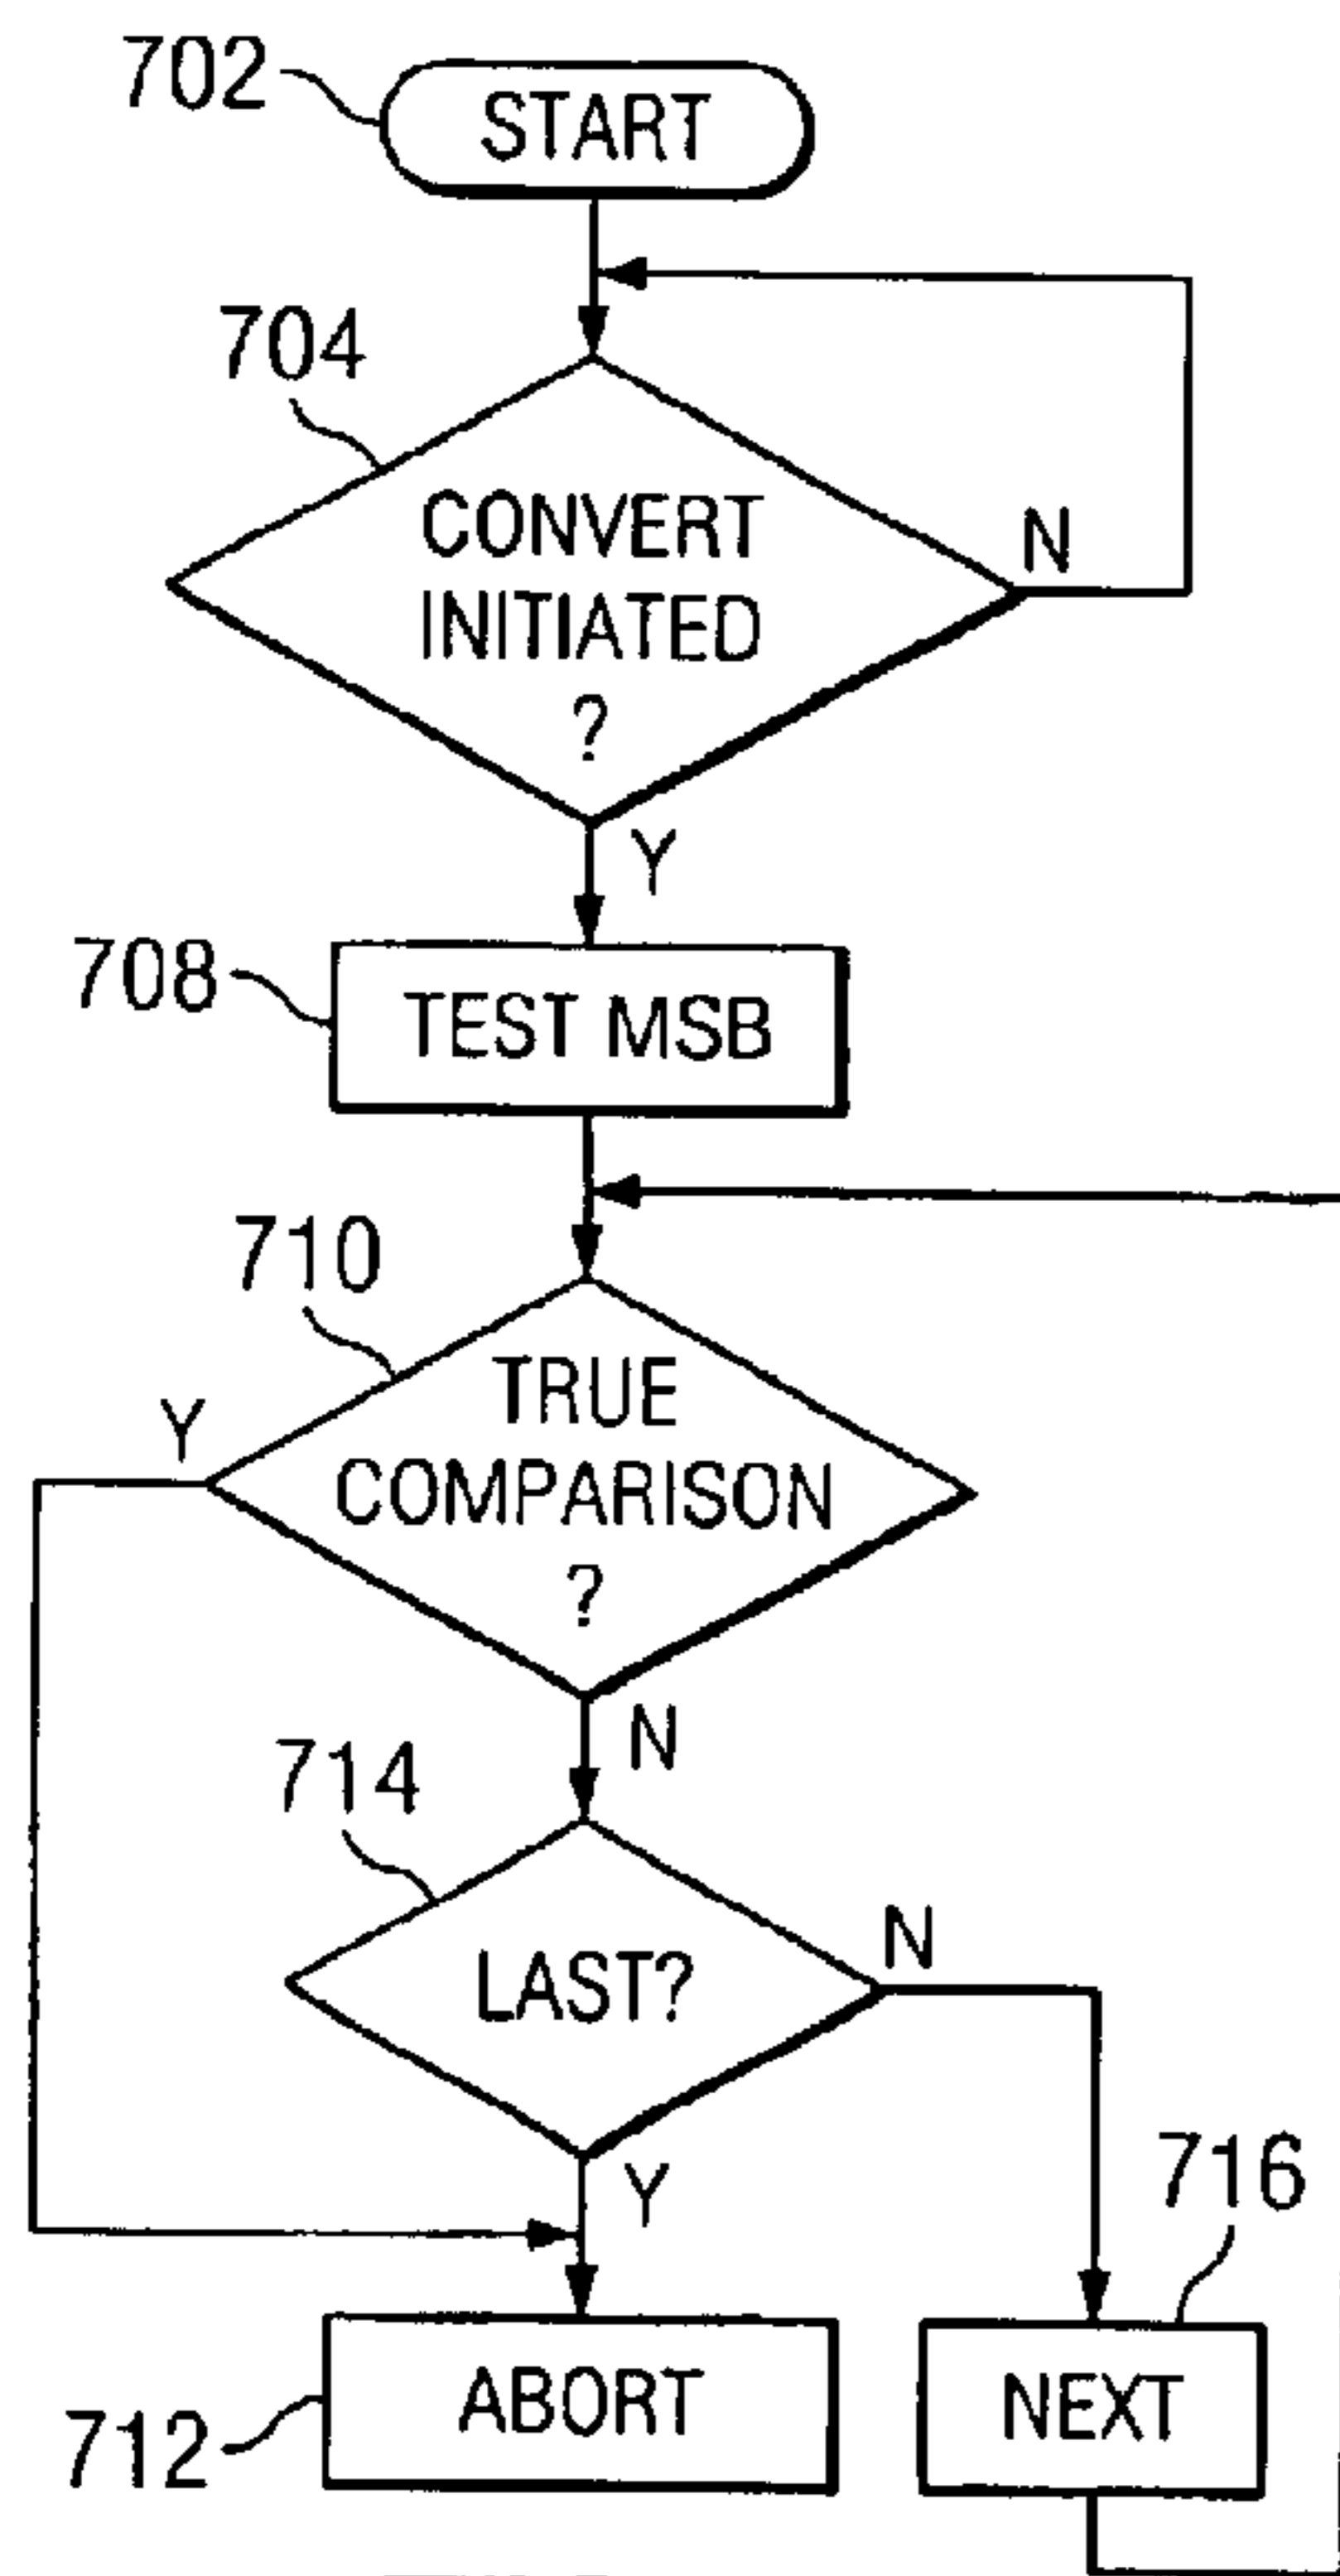 702
START
704
CONVERT
INITIATED
?
N
Y
708
TEST MSB
710
TRUE
COMPARISON
?
Y
N
714
LAST?
N
Y
716
ABORT
NEXT
712